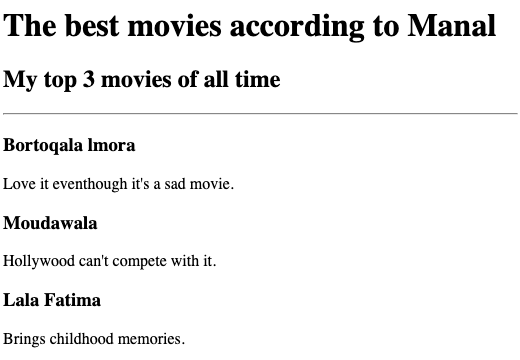 The best movies according to Manal
My top 3 movies of all time
Bortoqala lmora
Love it eventhough it's a sad movie.
Moudawala
Hollywood can't compete with it.
Lala Fatima
Brings childhood memories.